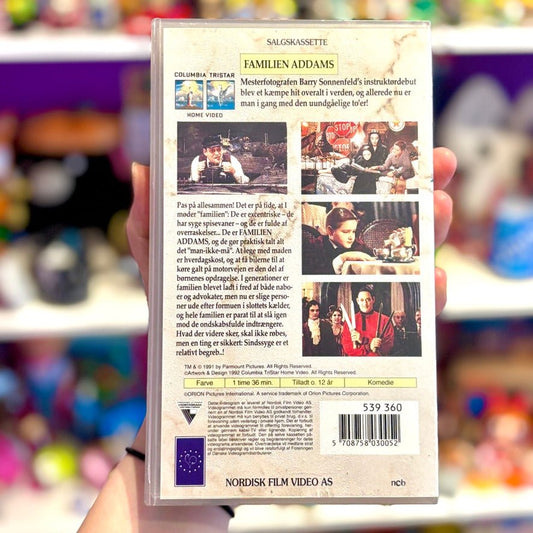 SALGSKASSETTE
FAMILIEN ADDAMS
COLUMBIA TRISTAR
HOME VIDEO
Mesterfotografen Barry Sonnenfeld's instruktørdebut
blev et kæmpe hit overalt i verden, og allerede nu er
man i gang med den uundgåelige to'er!
STOP
Pas på allesammen! Det er på tide, at I
møder "familien": De er excentriske – de
har syge spisevaner – og de er fulde af
overraskelser... De er FAMILIEN
ADDAMS, og de gør praktisk talt alt
det "man-ikke-må". At lege med maden
er hverdagskost, og at få bilerne til at
køre galt på motorvejen er den del af
børnenes opdragelse. I generationer er
familien blevet ladt i fred af både nabo-
er og advokater, men nu er slige perso-
ner ude efter formuen i slottets kælder,
og hele familien er parat til at slå igen
mod de ondskabsfulde indtrængere.
Hvad der videre sker, skal ikke røbes,
men en ting er sikkert: Sindssyge er et
relativt begreb..!
TM & © 1991 by Paramount Pictures. All Rights Reserved.
©Artwork & Design 1992 Columbia TriStar Home Video. All Rights Reserved.
Farve 1 time 36 min. Tilladt o. 12 år Komedie
©ORION Pictures International. A service trademark of Orion Pictures Corporation.
539 360
5 708758 030052
NORDISK FILM VIDEO AS
ncb